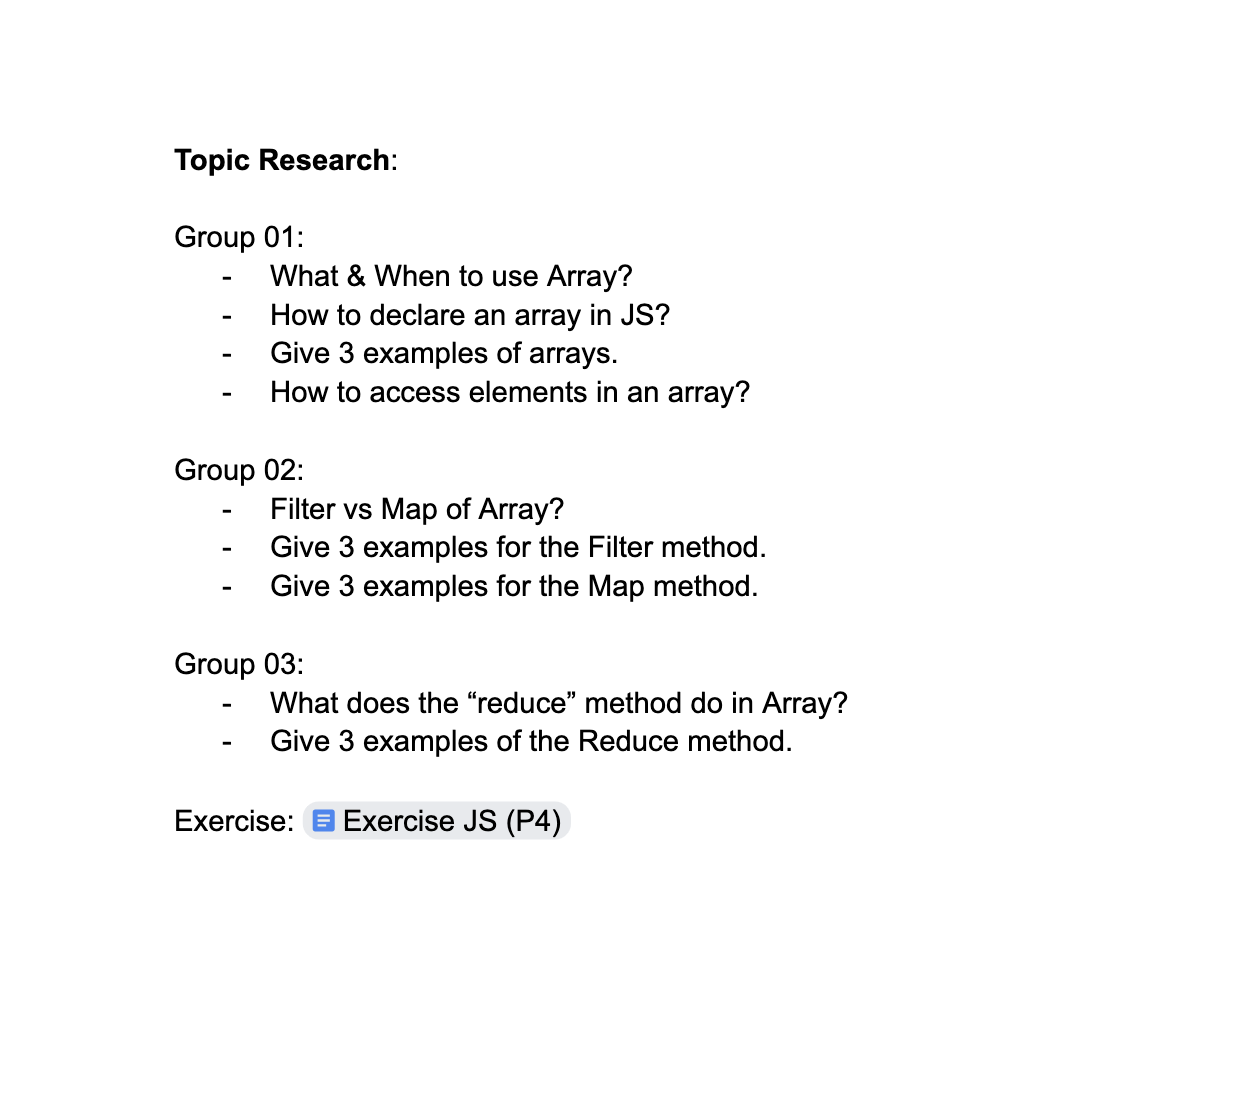 Topic Research:
Group 01:
- What & When to use Array?
- How to declare an array in JS?
- Give 3 examples of arrays.
- How to access elements in an array?
Group 02:
- Filter vs Map of Array?
- Give 3 examples for the Filter method.
- Give 3 examples for the Map method.
Group 03:
- What does the “reduce” method do in Array?
- Give 3 examples of the Reduce method.
Exercise: Exercise JS (P4)